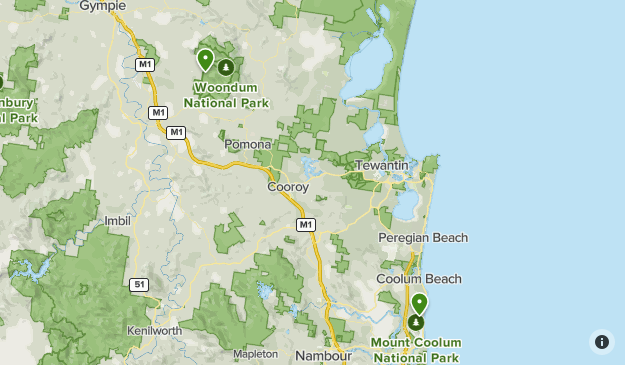 Gympie
M1
Woondum
National Park
nbury
l Park
M1
M1
Pomona
Tewantin
Cooroy
Imbil
M1
Peregian Beach
Coolum Beach
51
Kenilworth
Mount Coolum
National Park
Mapleton
Nambour
i